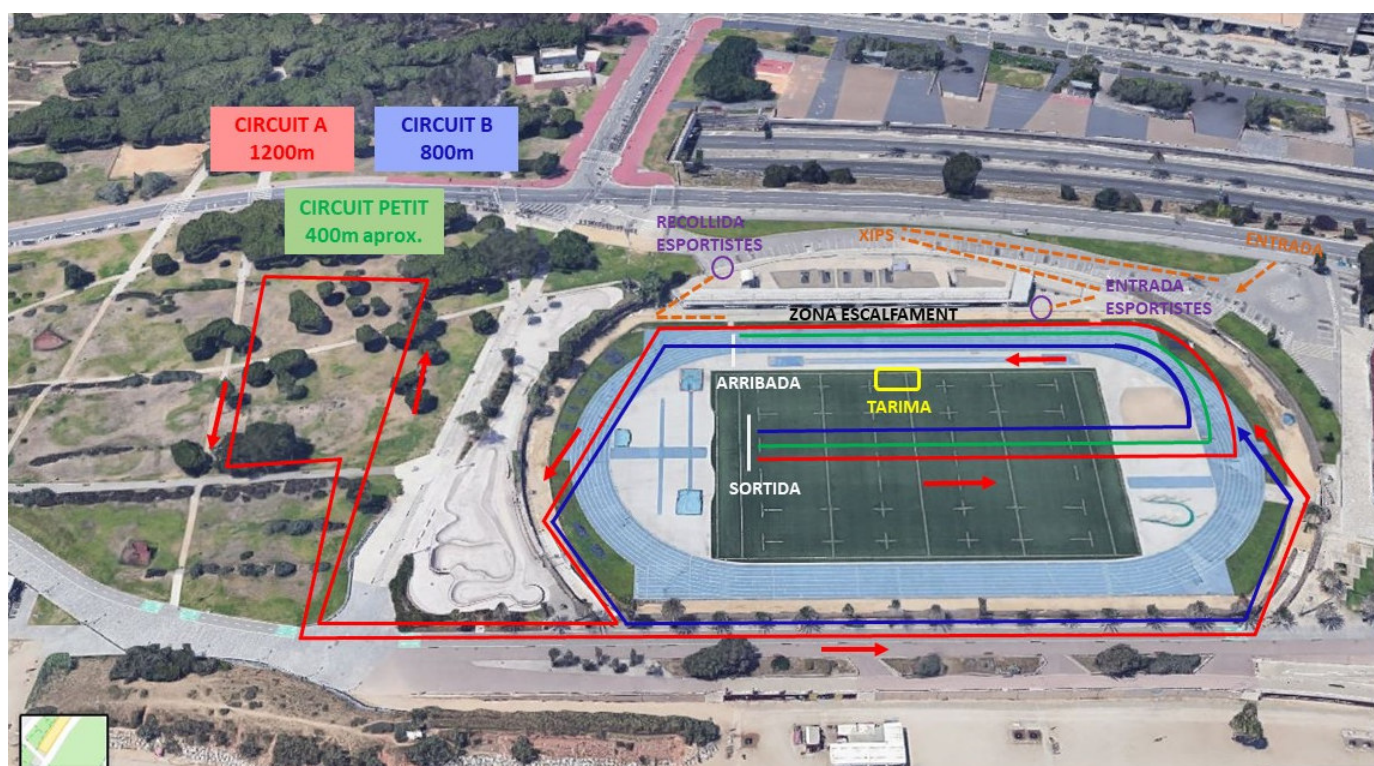 CIRCUIT A
1200m
CIRCUIT B
800m
CIRCUIT PETIT
400m aprox.
RECOLLIDA
ESPORTISTES
XIPS
ENTRADA
ENTRADA
ESPORTISTES
ZONA ESCALFAMENT
ARRIBADA
TARIMA
SORTIDA